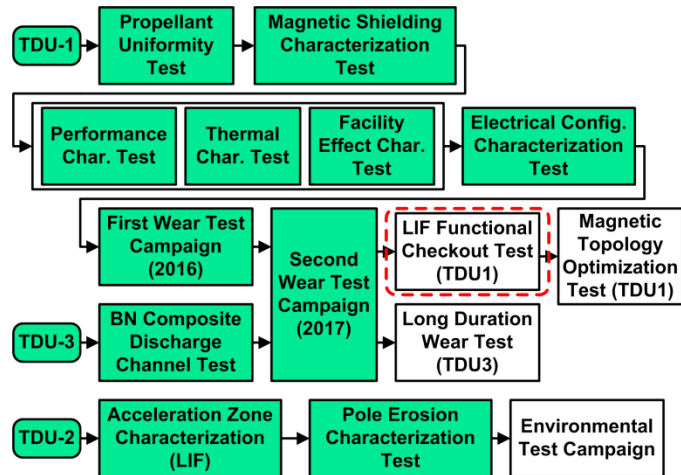 TDU-1
Propellant
Uniformity
Test
Magnetic Shielding
Characterization
Test
Performance
Char. Test
Thermal
Char. Test
Facility
Effect Char.
Test
Electrical Config.
Characterization
Test
First Wear Test
Campaign
(2016)
Second
Wear Test
Campaign
(2017)
LIF Functional
Checkout Test
(TDU1)
Magnetic
Topology
Optimization
Test (TDU1)
TDU-3
BN Composite
Discharge
Channel Test
Long Duration
Wear Test
(TDU3)
TDU-2
Acceleration Zone
Characterization
(LIF)
Pole Erosion
Characterization
Test
Environmental
Test Campaign